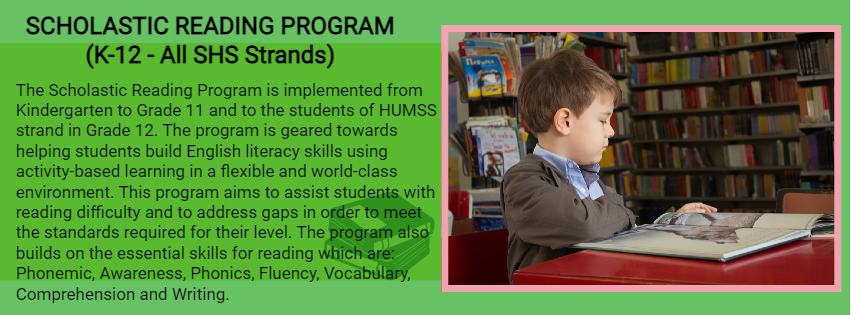 SCHOLASTIC READING PROGRAM
(K-12 - All SHS Strands)
The Scholastic Reading Program is implemented from
Kindergarten to Grade 11 and to the students of HUMSS
strand in Grade 12. The program is geared towards
helping students build English literacy skills using
activity-based learning in a flexible and world-class
environment. This program aims to assist students with
reading difficulty and to address gaps in order to meet
the standards required for their level. The program also
builds on the essential skills for reading which are:
Phonemic, Awareness, Phonics, Fluency, Vocabulary,
Comprehension and Writing.